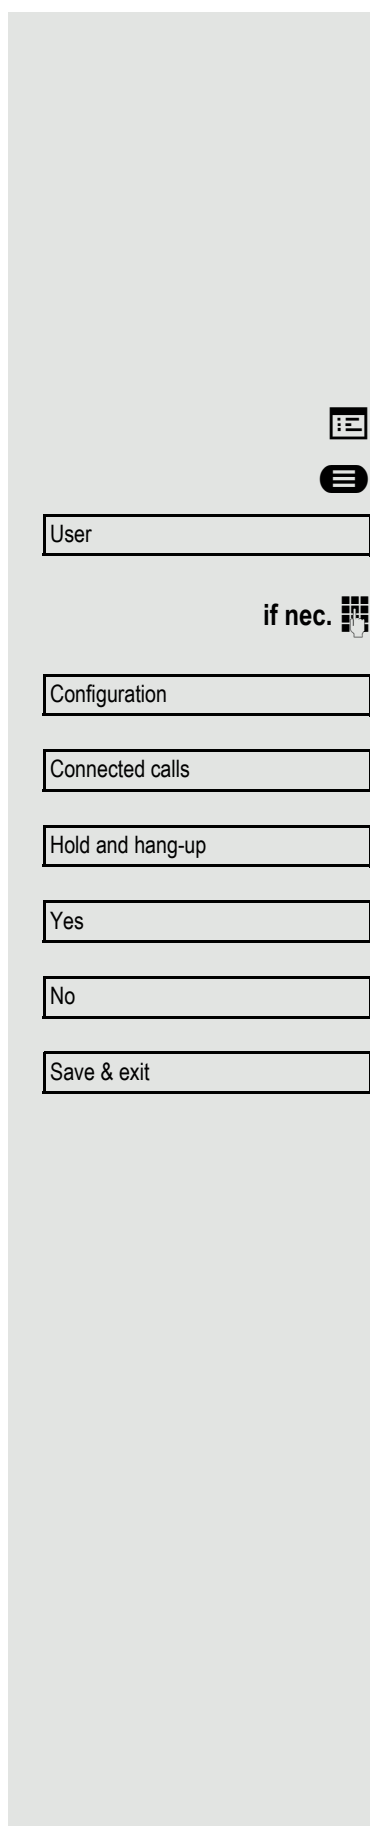 User
if nec.
Configuration
Connected calls
Hold and hang-up
Yes
No
Save & exit